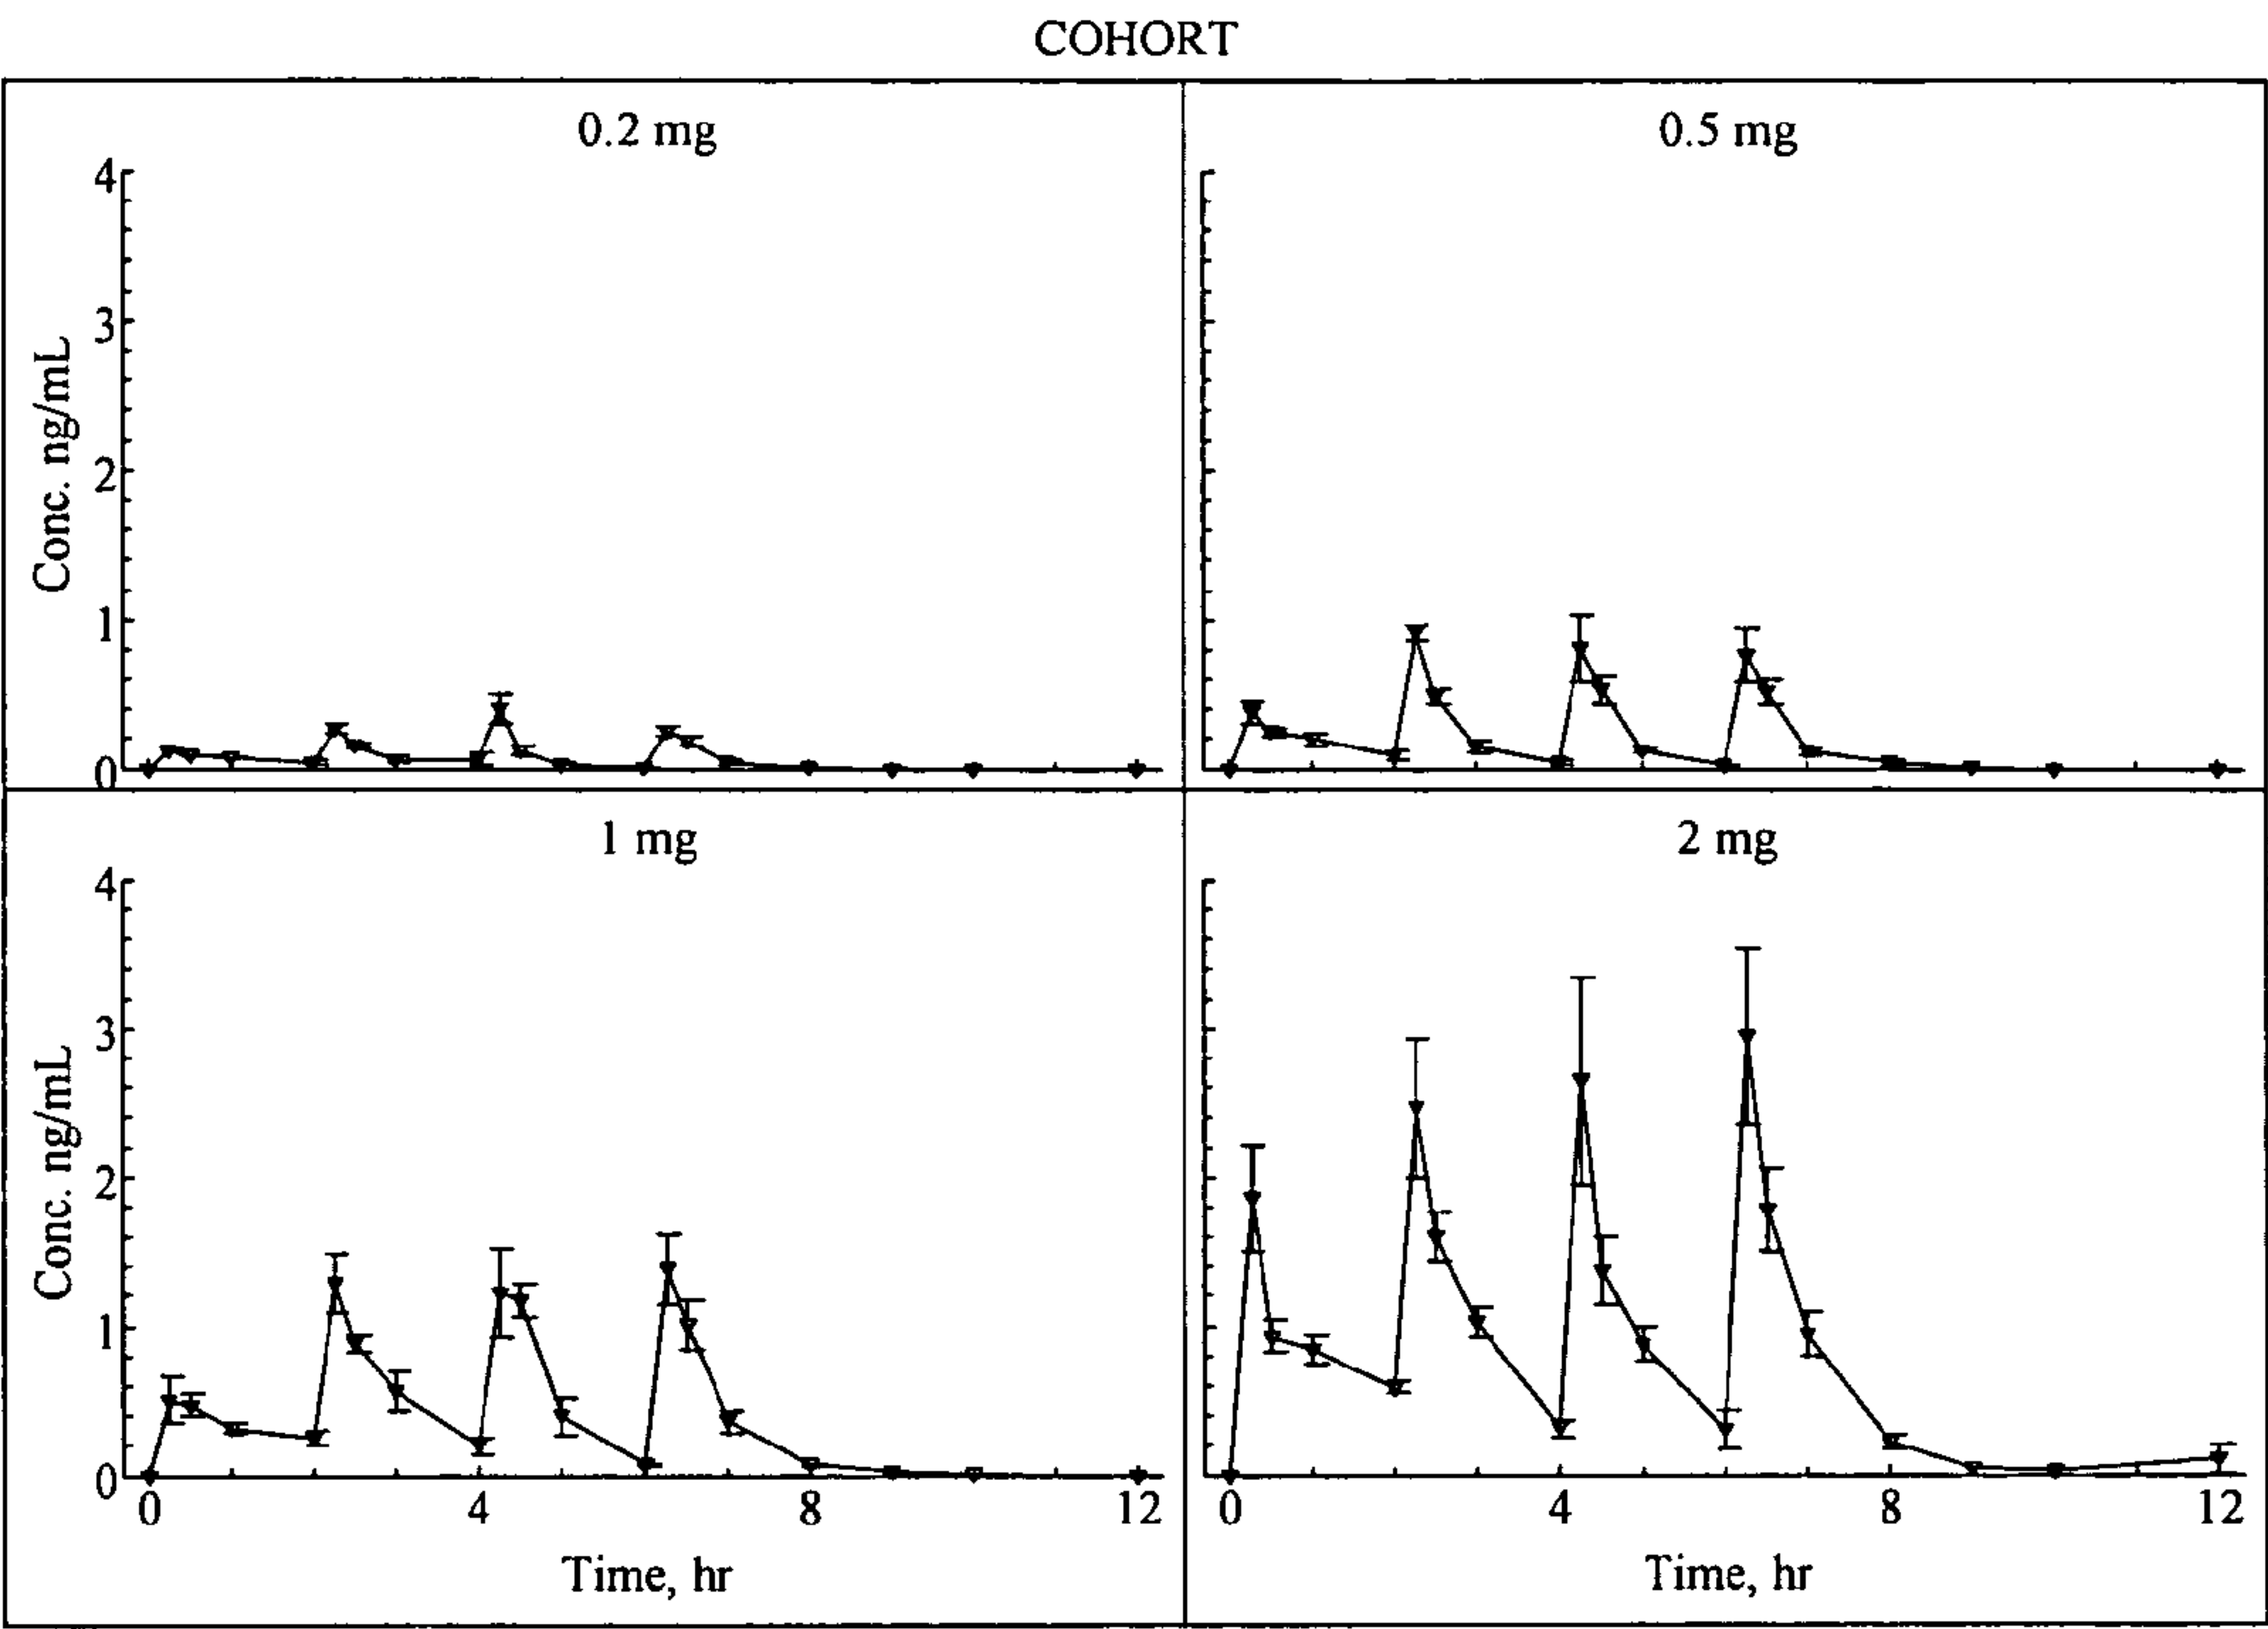 COHORT
0.2 mg
0.5 mg
4
3
2
1
0
Conc. ng/mL
1 mg
2 mg
4
3
2
1
0
Conc. ng/mL
0 4 8 12
0 4 8 12
Time, hr
Time, hr